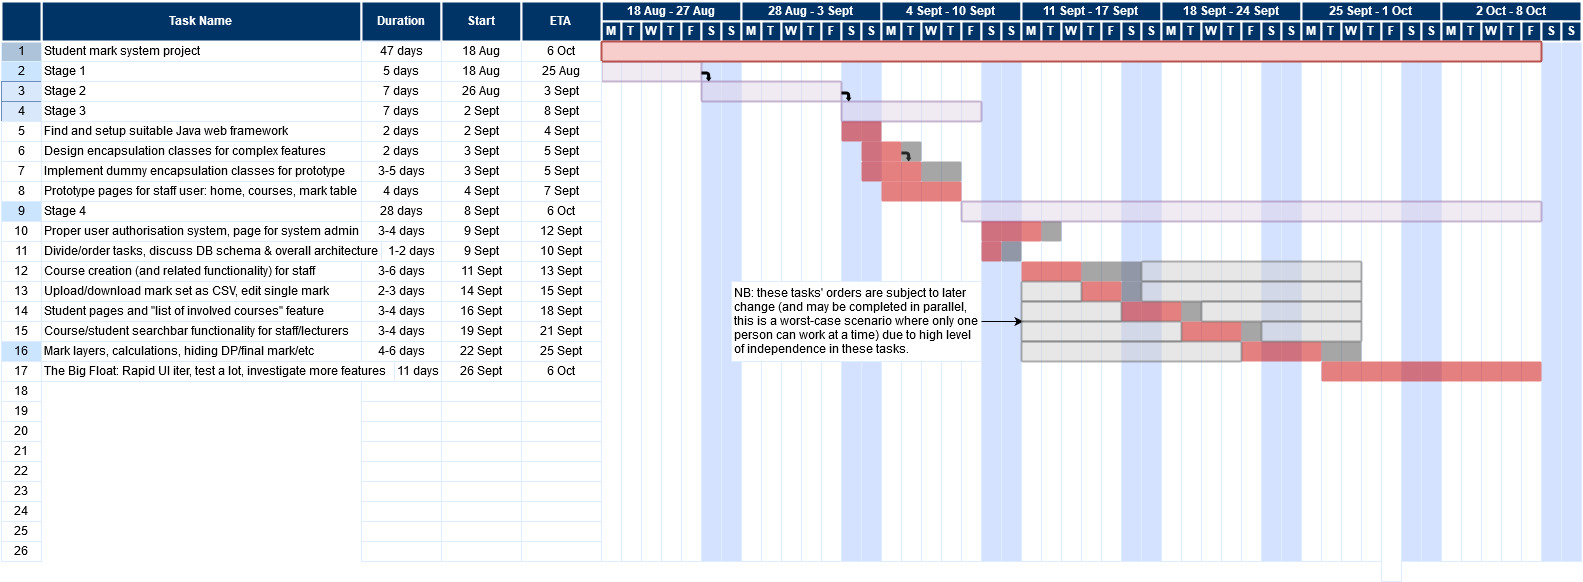 Task Name Duration Start ETA 18 Aug - 27 Aug 28 Aug - 3 Sept 4 Sept - 10 Sept 11 Sept - 17 Sept 18 Sept - 24 Sept 25 Sept - 1 Oct 2 Oct - 8 Oct
M T W T F S S M T W T F S S M T W T F S S M T W T F S S M T W T F S S M T W T F S S M T W T F S S
1 Student mark system project 47 days 18 Aug 6 Oct
2 Stage 1 5 days 18 Aug 25 Aug
3 Stage 2 7 days 26 Aug 3 Sept
4 Stage 3 7 days 2 Sept 8 Sept
5 Find and setup suitable Java web framework 2 days 2 Sept 4 Sept
6 Design encapsulation classes for complex features 2 days 3 Sept 5 Sept
7 Implement dummy encapsulation classes for prototype 3-5 days 3 Sept 5 Sept
8 Prototype pages for staff user: home, courses, mark table 4 days 4 Sept 7 Sept
9 Stage 4 28 days 8 Sept 6 Oct
10 Proper user authorisation system, page for system admin 3-4 days 9 Sept 12 Sept
11 Divide/order tasks, discuss DB schema & overall architecture 1-2 days 9 Sept 10 Sept
12 Course creation (and related functionality) for staff 3-6 days 11 Sept 13 Sept
13 Upload/download mark set as CSV, edit single mark 2-3 days 14 Sept 15 Sept
14 Student pages and "list of involved courses" feature 3-4 days 16 Sept 18 Sept
15 Course/student searchbar functionality for staff/lecturers 3-4 days 19 Sept 21 Sept
16 Mark layers, calculations, hiding DP/final mark/etc 4-6 days 22 Sept 25 Sept
17 The Big Float: Rapid UI iter, test a lot, investigate more features 11 days 26 Sept 6 Oct
18
19
20
21
22
23
24
25
26
NB: these tasks' orders are subject to later
change (and may be completed in parallel,
this is a worst-case scenario where only one
person can work at a time) due to high level
of independence in these tasks.